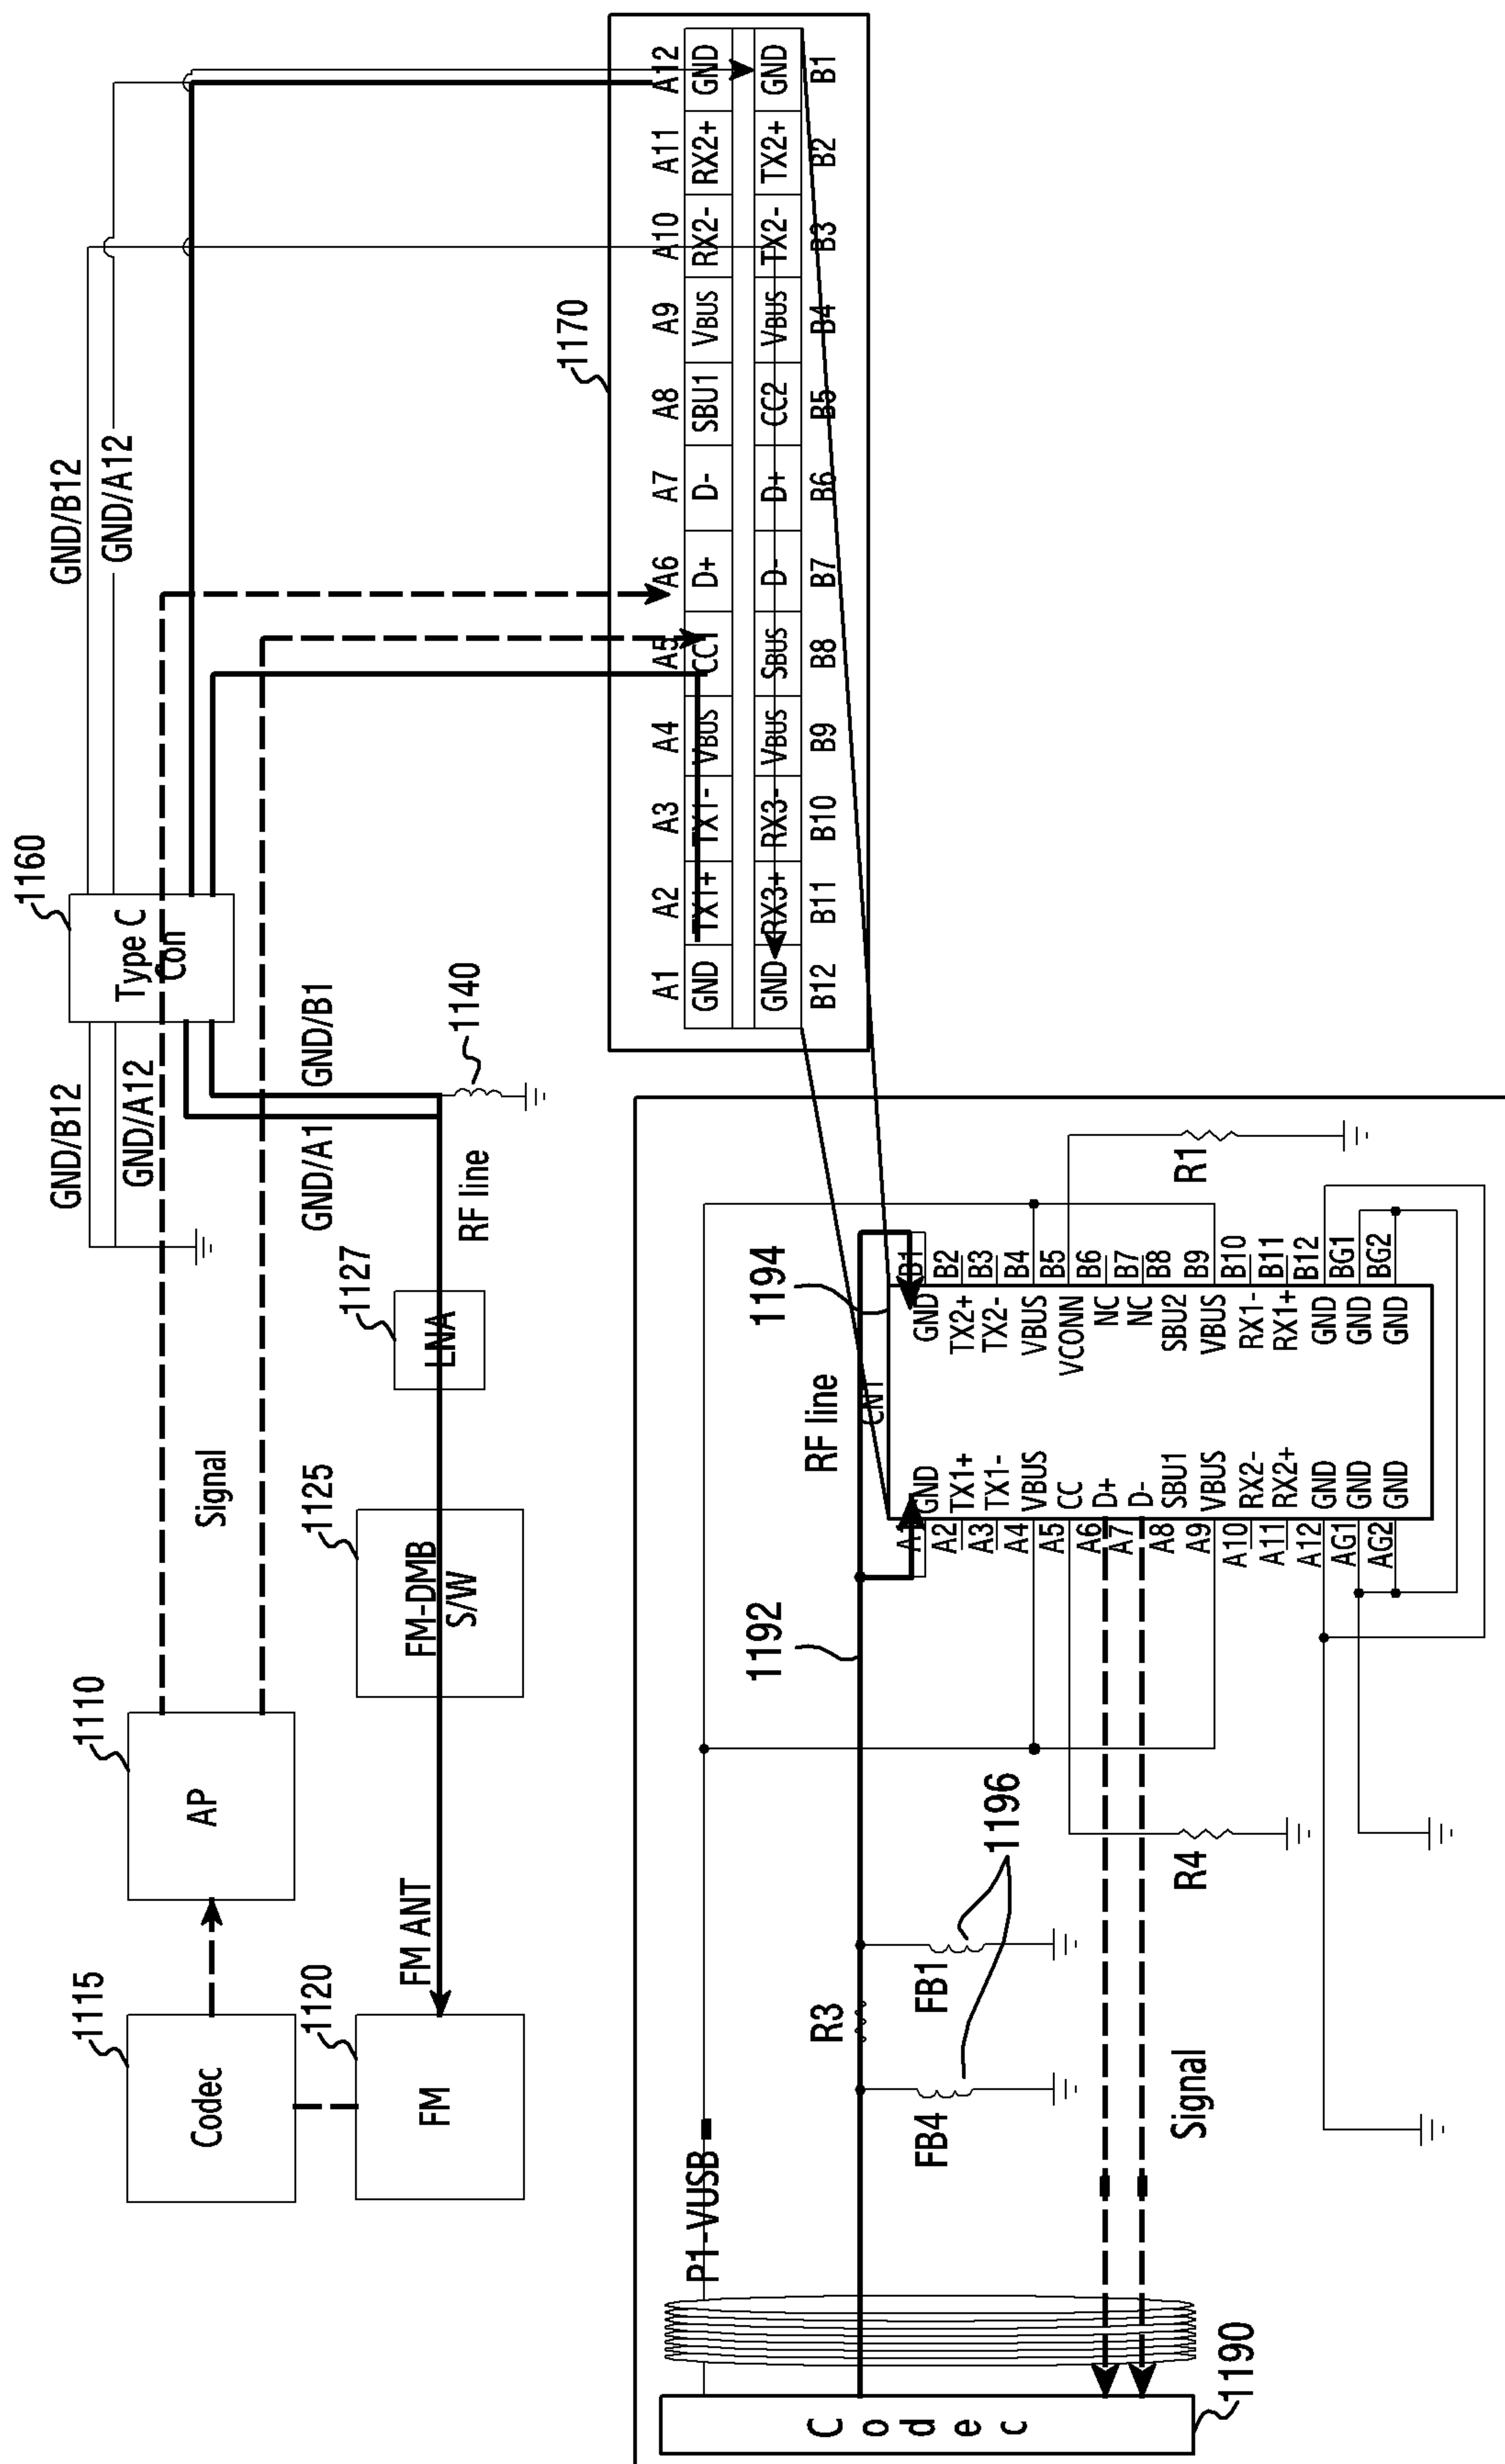 1115
Codec
1110
AP
Signal
1160
Type C
Con
GND/B12
GND/A12
GND/B12
GND/A12
1120
FM
FM ANT
1125
FM-DMB
S/W
1127
LNA
RF line
GND/A1
GND/B1
1140
1170
A1 A2 A3 A4 A5 A6 A7 A8 A9 A10 A11 A12
GND TX1+ TX1- VBUS CC1 D+ D- SBU1 VBUS RX2- RX2+ GND
GND RX3+ RX3- VBUS SBUS D- D+ CC2 VBUS TX2- TX2+ GND
B12 B11 B10 B9 B8 B7 B6 B5 B4 B3 B2 B1
P1-VUSB
1192
RF line
1194
CN1
R3
FB4
FB1
1196
Signal
R4
R1
A1 GND GND B1
A2 TX1+ TX2+ B2
A3 TX1- TX2- B3
A4 VBUS VBUS B4
A5 CC VCONN B5
A6 D+ NC B6
A7 D- NC B7
A8 SBU1 SBU2 B8
A9 VBUS VBUS B9
A10 RX2- RX1- B10
A11 RX2+ RX1+ B11
A12 GND GND B12
AG1 GND GND BG1
AG2 GND GND BG2
Codec
1190